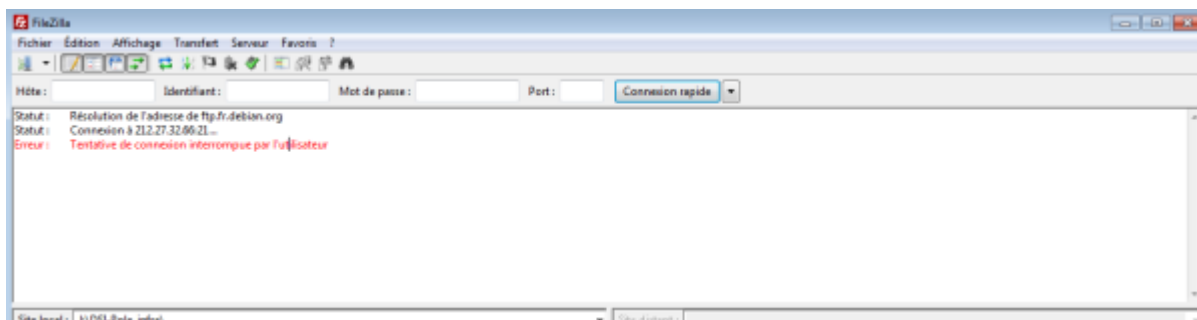 FileZilla
Fichier Édition Affichage Transfert Serveur Favoris ?
Hôte : Identifiant : Mot de passe : Port : Connexion rapide
Statut : Résolution de l'adresse de ftp.fr.debian.org
Statut : Connexion à 212.27.32.66:21...
Erreur : Tentative de connexion interrompue par l'utilisateur
Site local : Site distant :